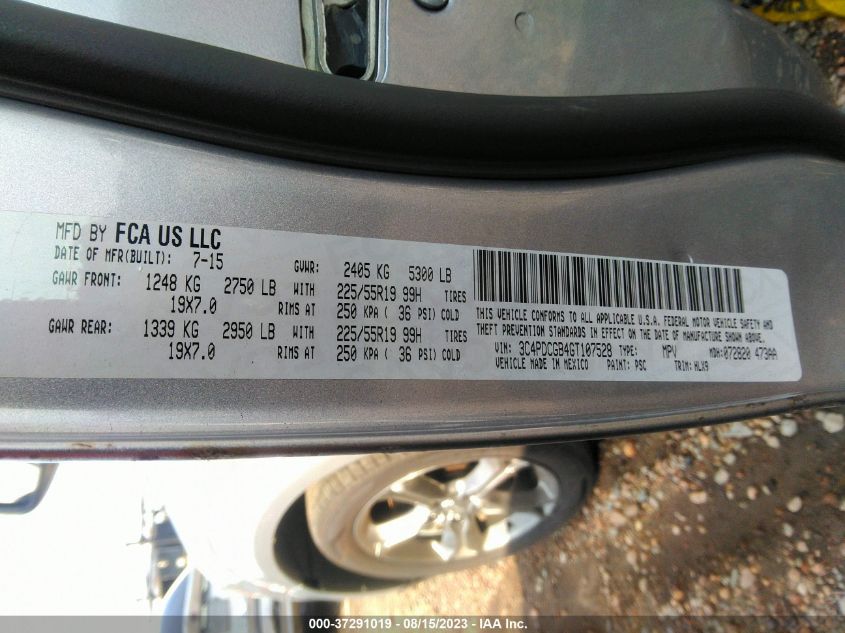 MFD BY FCA US LLC
DATE OF MFR(BUILT): 7-15 GVWR: 2405 KG 5300 LB
GAWR FRONT: 1248 KG 2750 LB WITH 225/55R19 99H TIRES
19X7.0 RIMS AT 250 KPA ( 36 PSI) COLD
GAWR REAR: 1339 KG 2950 LB WITH 225/55R19 99H TIRES
19X7.0 RIMS AT 250 KPA ( 36 PSI) COLD
THIS VEHICLE CONFORMS TO ALL APPLICABLE U.S.A. FEDERAL MOTOR VEHICLE SAFETY AND
THEFT PREVENTION STANDARDS IN EFFECT ON THE DATE OF MANUFACTURE SHOWN ABOVE.
VIN: 3C4PDCGB4GT107528 TYPE: MPV MDH: 072820 473AA
VEHICLE MADE IN MEXICO PAINT: PSC TRIM: HLX9
000-37291019 - 08/15/2023 - IAA Inc.